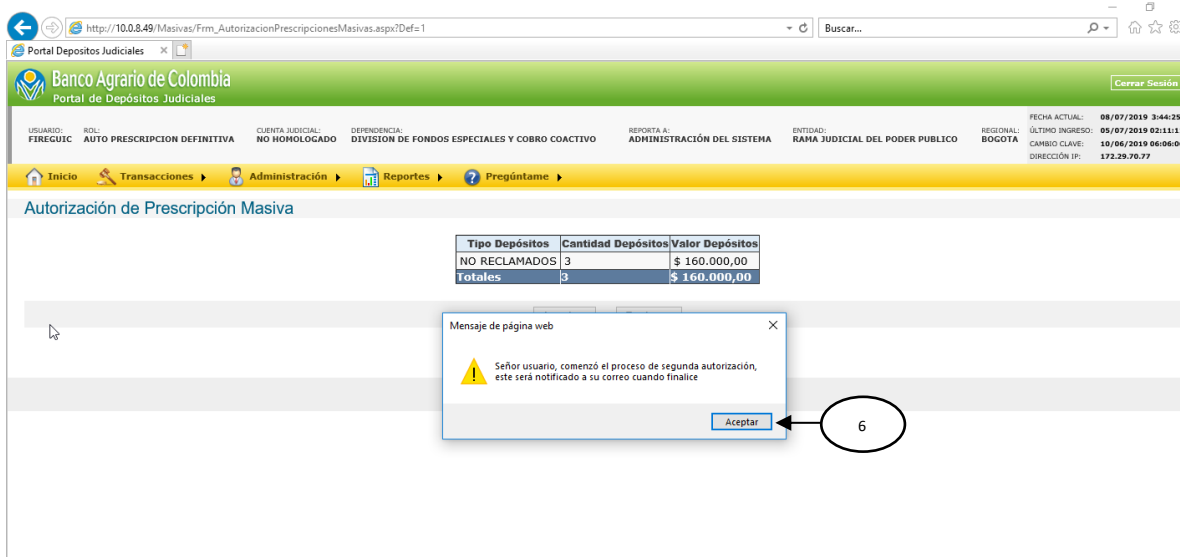 http://10.0.8.49/Masivas/Frm_AutorizacionPrescripcionesMasivas.aspx?Def=1
Buscar...
Portal Depositos Judiciales
Banco Agrario de Colombia
Portal de Depósitos Judiciales
Cerrar Sesión
USUARIO: ROL: CUENTA JUDICIAL: DEPENDENCIA: REPORTA A: ENTIDAD: REGIONAL:
FIREGUIC AUTO PRESCRIPCION DEFINITIVA NO HOMOLOGADO DIVISION DE FONDOS ESPECIALES Y COBRO COACTIVO ADMINISTRACIÓN DEL SISTEMA RAMA JUDICIAL DEL PODER PUBLICO BOGOTA
FECHA ACTUAL: 08/07/2019 3:44:25
ÚLTIMO INGRESO: 05/07/2019 02:11:1
CAMBIO CLAVE: 10/06/2019 06:06:0
DIRECCIÓN IP: 172.29.70.77
Inicio Transacciones Administración Reportes Pregúntame
Autorización de Prescripción Masiva
Tipo Depósitos Cantidad Depósitos Valor Depósitos
NO RECLAMADOS 3 $ 160.000,00
Totales 3 $ 160.000,00
Mensaje de página web
Señor usuario, comenzó el proceso de segunda autorización,
este será notificado a su correo cuando finalice
Aceptar
6